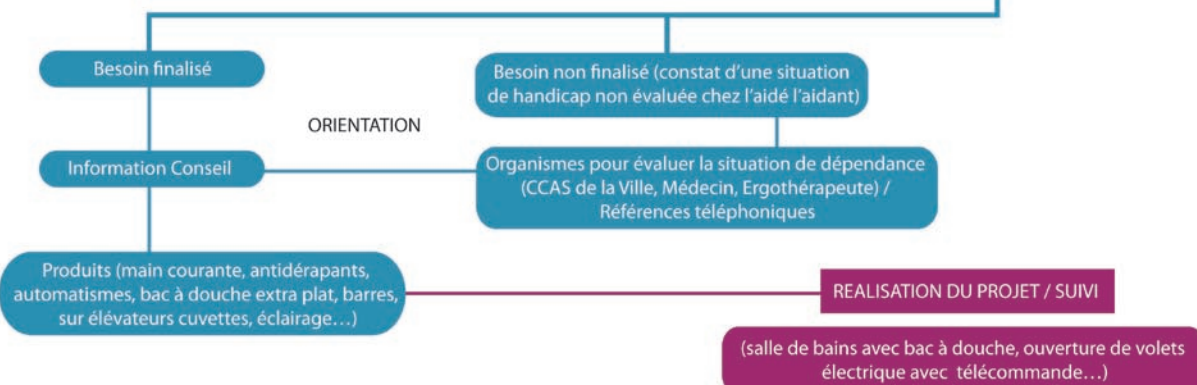 Besoin finalisé
Besoin non finalisé (constat d'une situation
de handicap non évaluée chez l'aidé l'aidant)
ORIENTATION
Information Conseil
Organismes pour évaluer la situation de dépendance
(CCAS de la Ville, Médecin, Ergothérapeute) /
Références téléphoniques
Produits (main courante, antidérapants,
automatismes, bac à douche extra plat, barres,
sur élévateurs cuvettes, éclairage…)
REALISATION DU PROJET / SUIVI
(salle de bains avec bac à douche, ouverture de volets
électrique avec télécommande…)